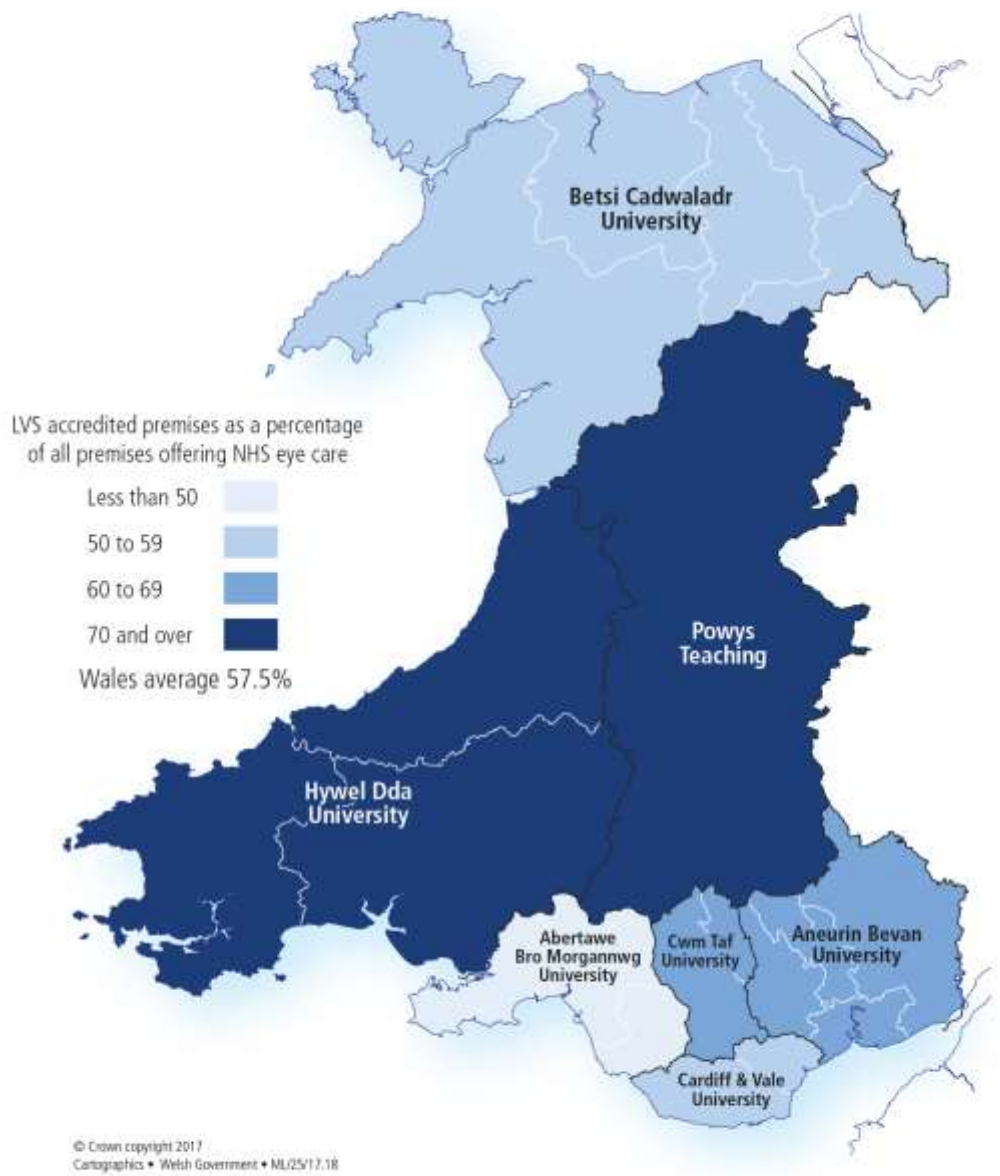 Betsi Cadwaladr
University
LVS accredited premises as a percentage
of all premises offering NHS eye care
Less than 50
50 to 59
60 to 69
70 and over
Wales average 57.5%
Powys
Teaching
Hywel Dda
University
Abertawe
Bro Morgannwg
University
Cwm Taf
University
Aneurin Bevan
University
Cardiff & Vale
University
© Crown copyright 2017
Cartographics • Welsh Government • ML/25/17.18